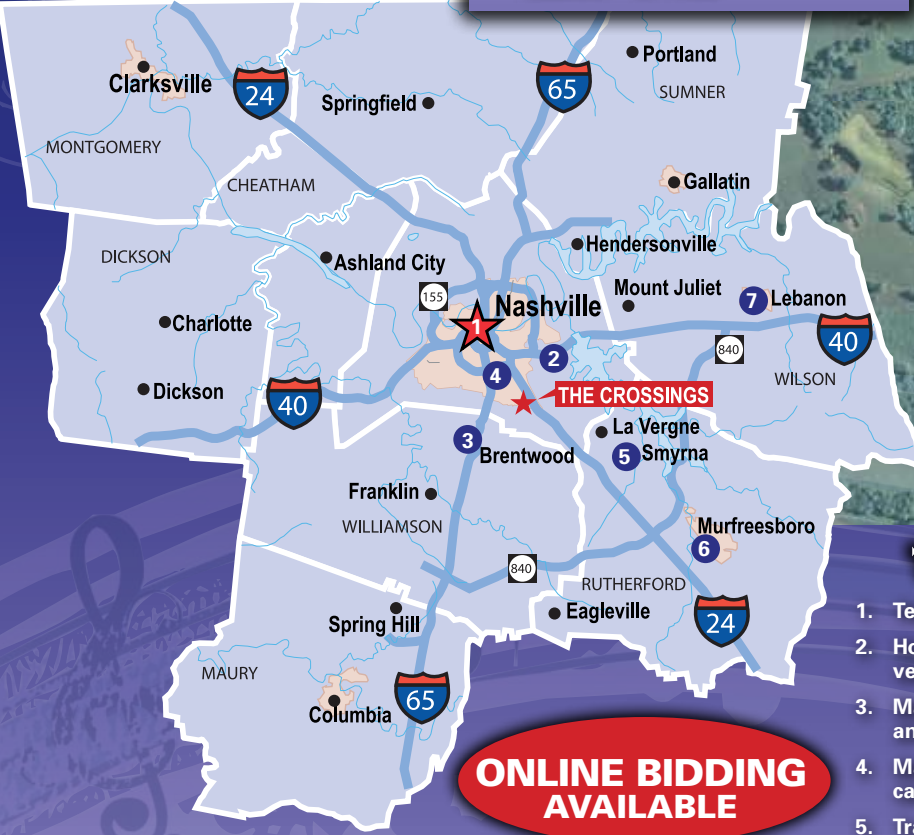 Portland
Clarksville
24
65
SUMNER
Springfield
MONTGOMERY
CHEATHAM
Gallatin
DICKSON
Hendersonville
Ashland City
155
Nashville
Mount Juliet
7 Lebanon
1
Charlotte
840
40
2
4
WILSON
Dickson
40
THE CROSSINGS
La Vergne
3
Brentwood
5 Smyrna
Franklin
WILLIAMSON
Murfreesboro
6
840
RUTHERFORD
Eagleville
24
Spring Hill
MAURY
65
Columbia
1.
2.
3.
4.
5.
ONLINE BIDDING
AVAILABLE